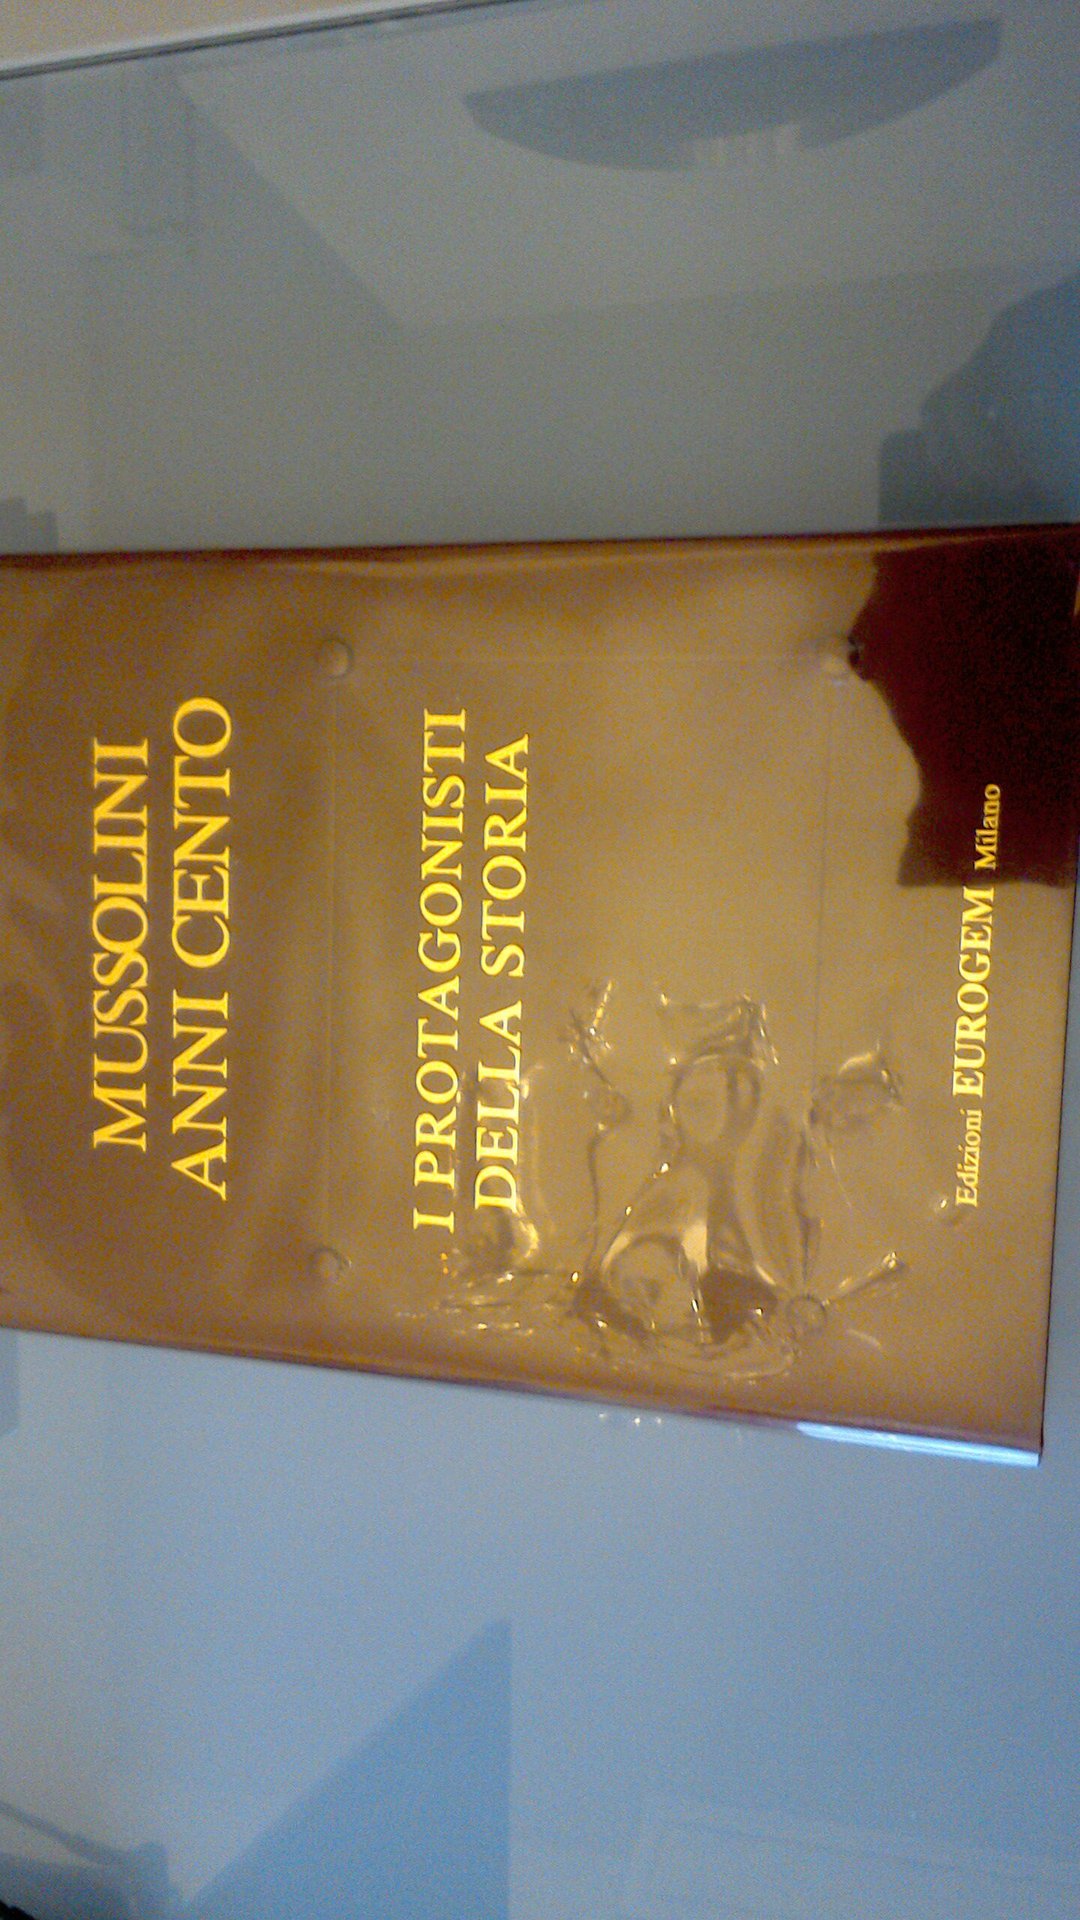 MUSSOLINI
ANNI CENTO
I PROTAGONISTI
DELLA STORIA
Edizioni EUROGEM Milano